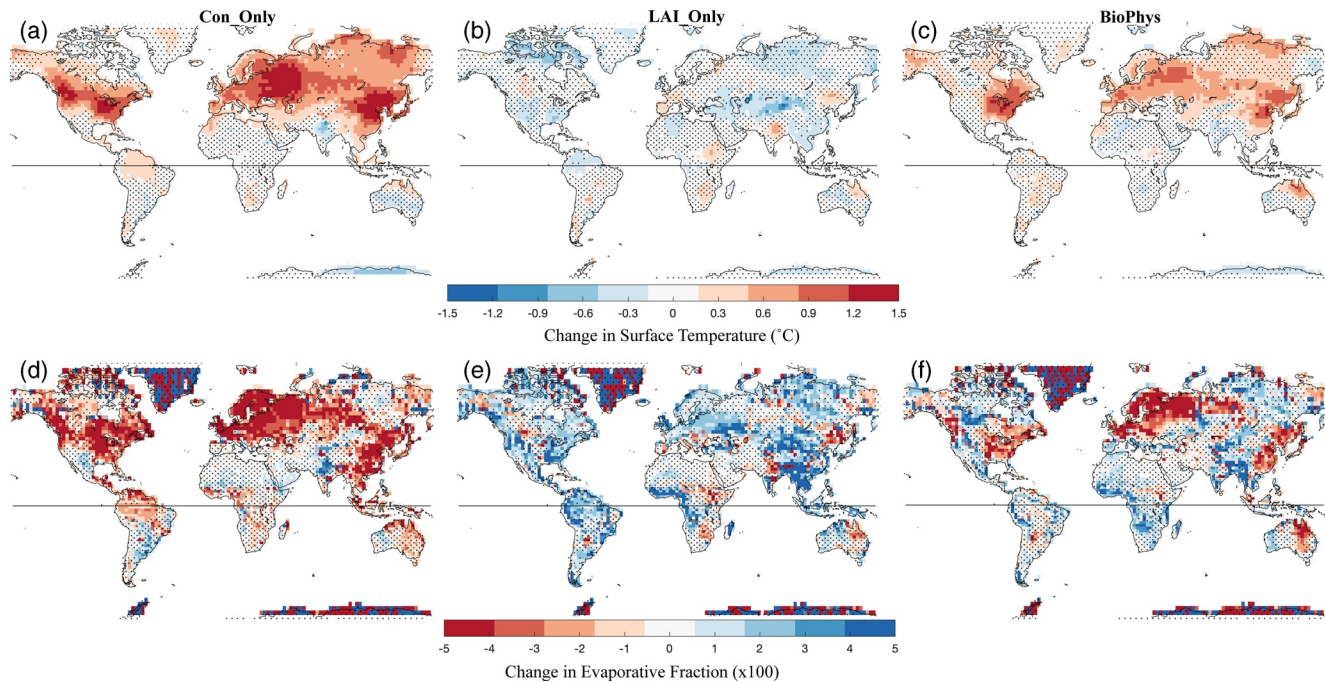 Con_Only LAI_Only BioPhys
(a) (b) (c)
-1.5 -1.2 -0.9 -0.6 -0.3 0 0.3 0.6 0.9 1.2 1.5
Change in Surface Temperature (˚C)
(d) (e) (f)
-5 -4 -3 -2 -1 0 1 2 3 4 5
Change in Evaporative Fraction (x100)